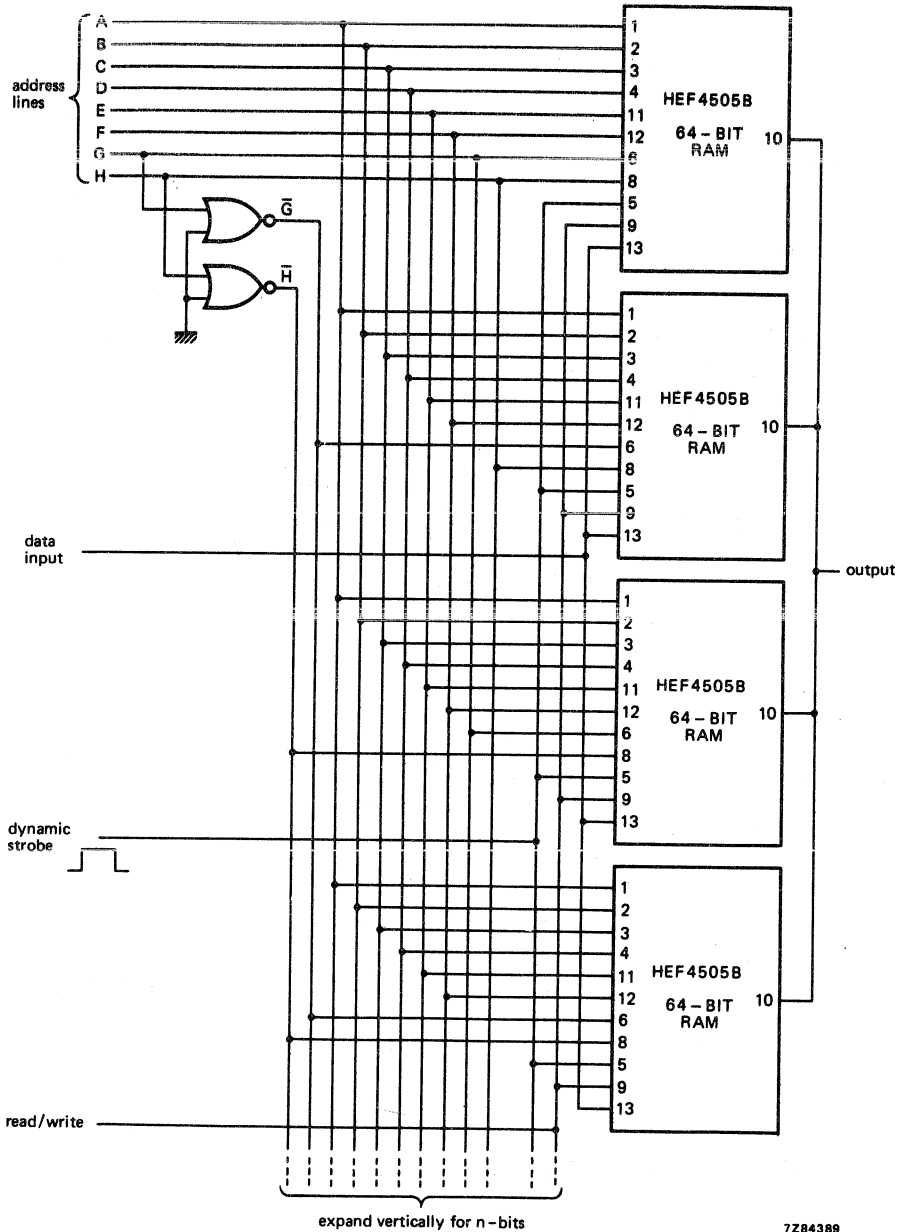 address
lines
A
B
C
D
E
F
G
H
G̅
H̅
1
2
3
4
11
12
6
8
5
9
13
HEF4505B
64-BIT
RAM
10
1
2
3
4
11
12
6
8
5
9
13
HEF4505B
64-BIT
RAM
10
data
input
output
1
2
3
4
11
12
6
8
5
9
13
HEF4505B
64-BIT
RAM
10
dynamic
strobe
1
2
3
4
11
12
6
8
5
9
13
HEF4505B
64-BIT
RAM
10
read/write
expand vertically for n-bits
7Z84389